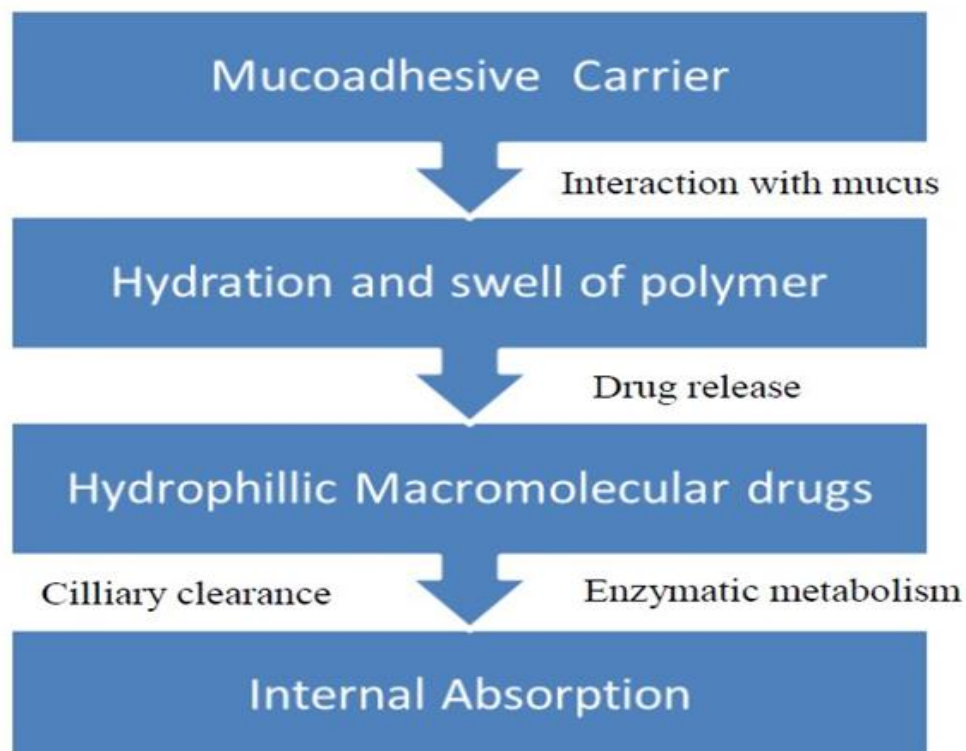 Mucoadhesive Carrier
Interaction with mucus
Hydration and swell of polymer
Drug release
Hydrophillic Macromolecular drugs
Cilliary clearance
Enzymatic metabolism
Internal Absorption